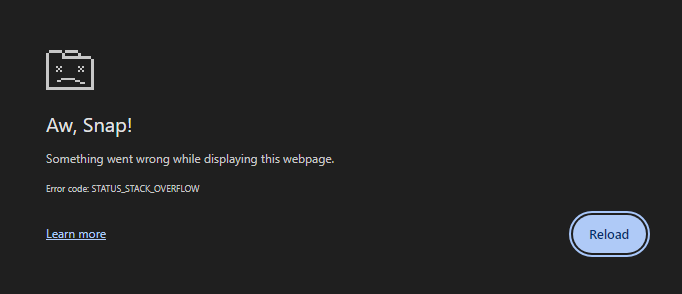 Aw, Snap!
Something went wrong while displaying this webpage.
Error code: STATUS_STACK_OVERFLOW
Learn more
Reload